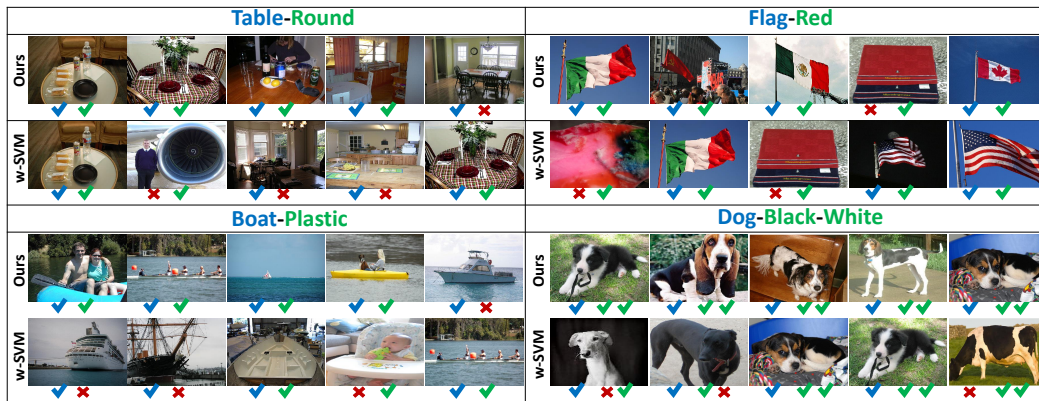 Table-Round
Flag-Red
Ours
Ours
w-SVM
w-SVM
Boat-Plastic
Dog-Black-White
Ours
Ours
w-SVM
w-SVM